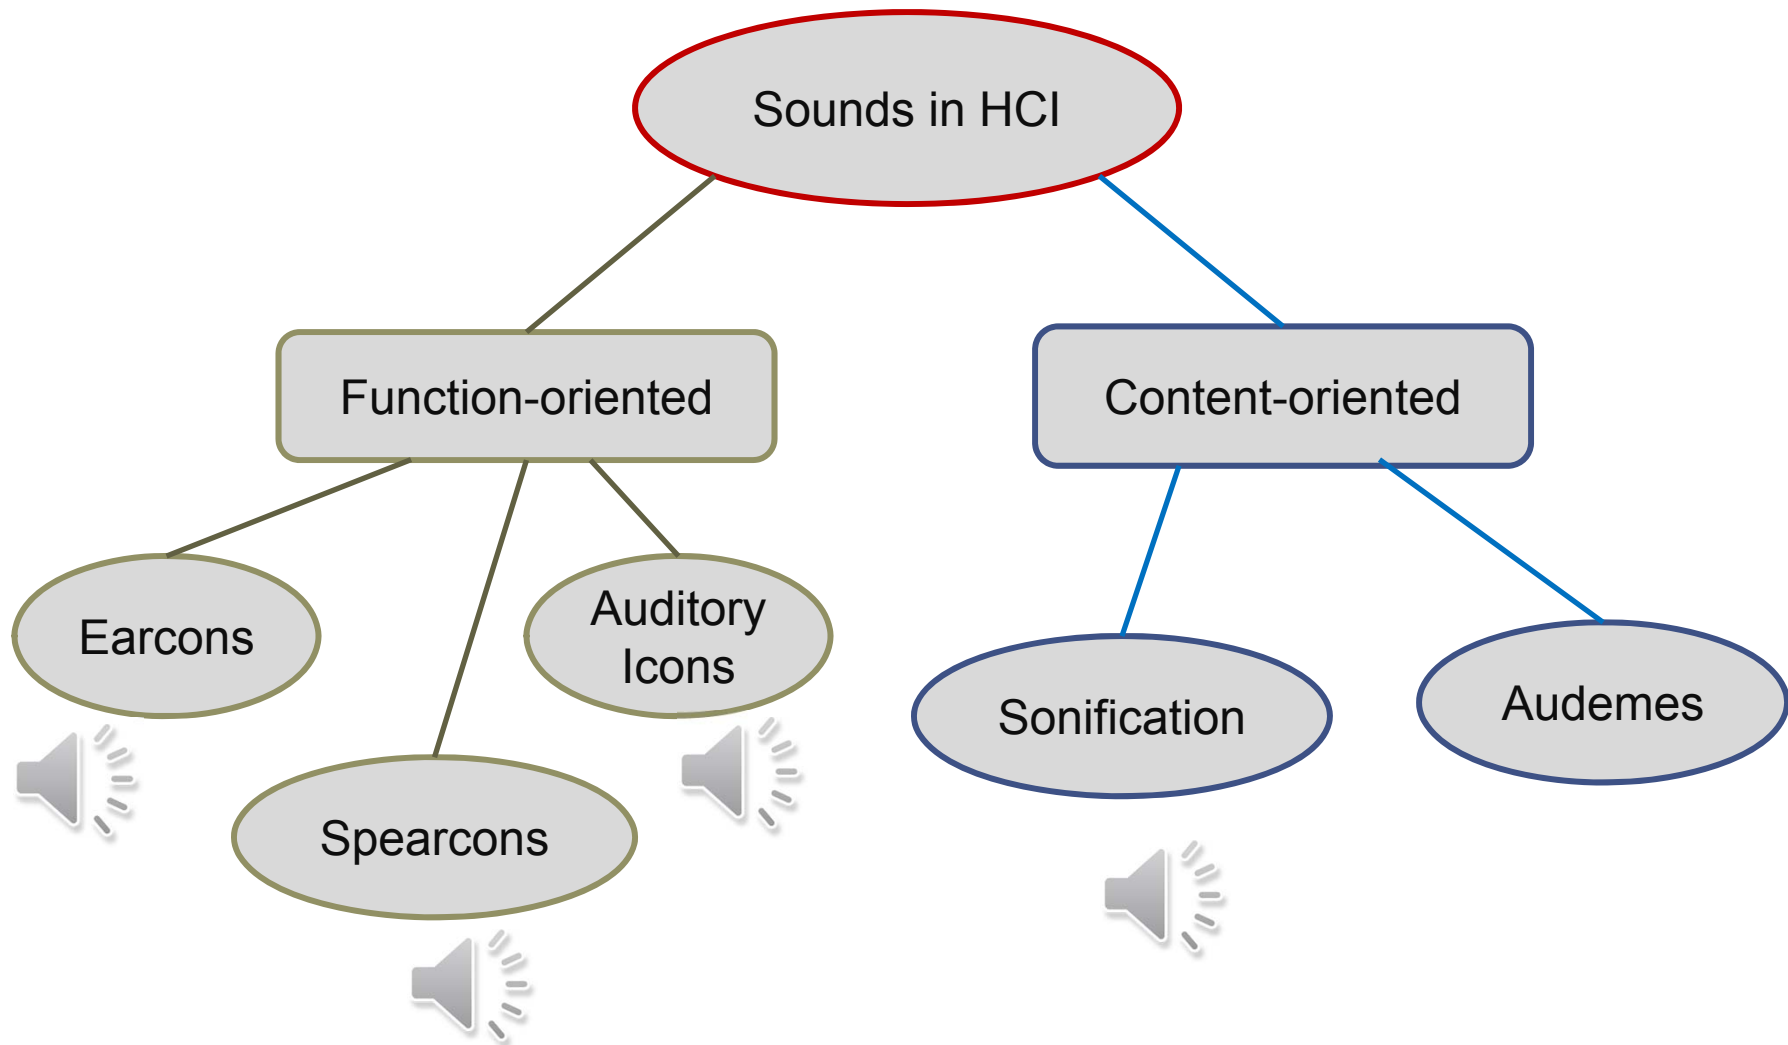 Sounds in HCI
Function-oriented
Content-oriented
Earcons
Auditory
Icons
Spearcons
Sonification
Audemes